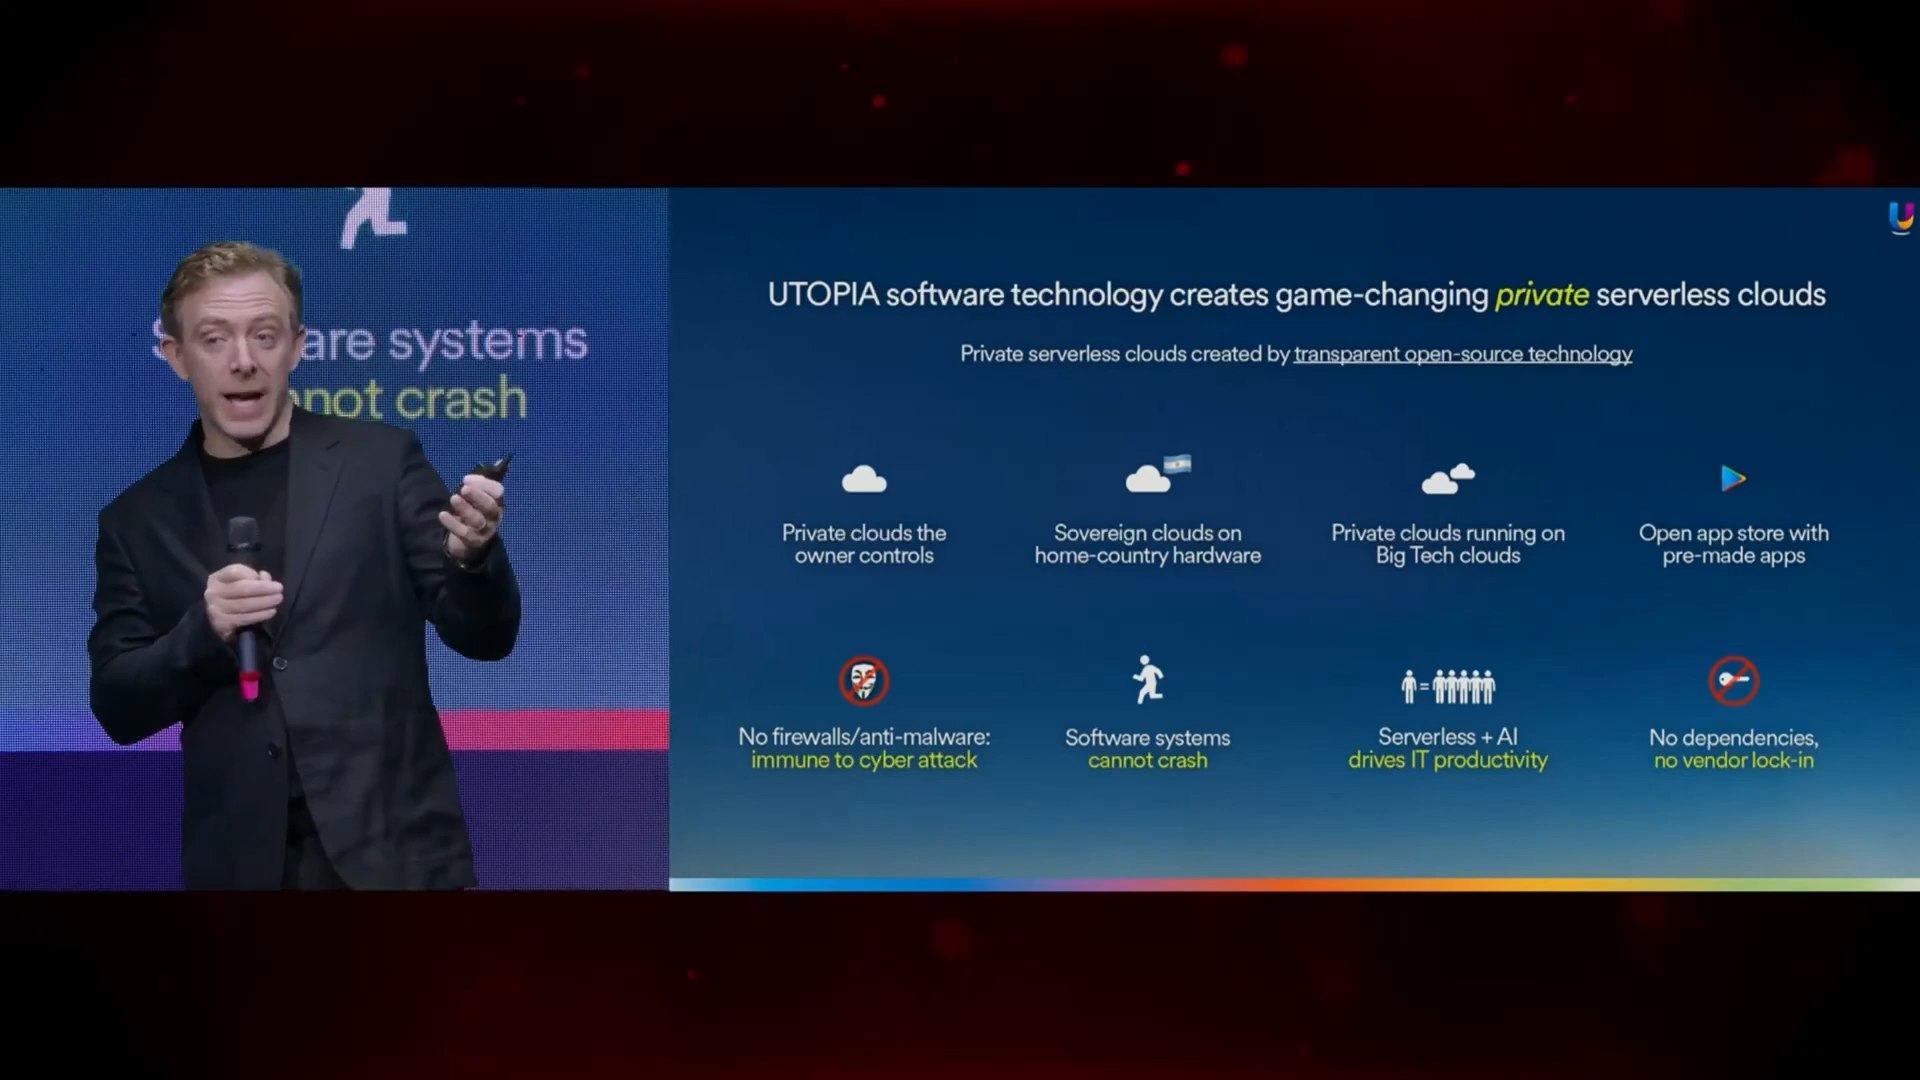 are systems
not crash
UTOPIA software technology creates game-changing private serverless clouds
Private serverless clouds created by transparent open-source technology
Private clouds the
owner controls
Sovereign clouds on
home-country hardware
Private clouds running on
Big Tech clouds
Open app store with
pre-made apps
No firewalls/anti-malware:
immune to cyber attack
Software systems
cannot crash
Serverless + AI
drives IT productivity
No dependencies,
no vendor lock-in